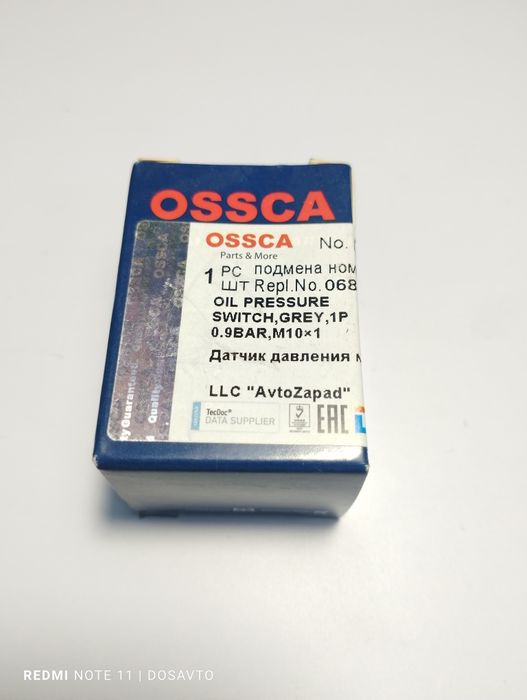 OSSCA
OSSCA No.
Parts & More
1 PC подмена ном
ШТ Repl.No. 068
OIL PRESSURE
SWITCH,GREY,1P
0.9BAR,M10×1
Датчик давления
LLC "AvtoZapad"
TecDoc®
DATA SUPPLIER
EAC
Quality
REDMI NOTE 11 | DOSAVTO